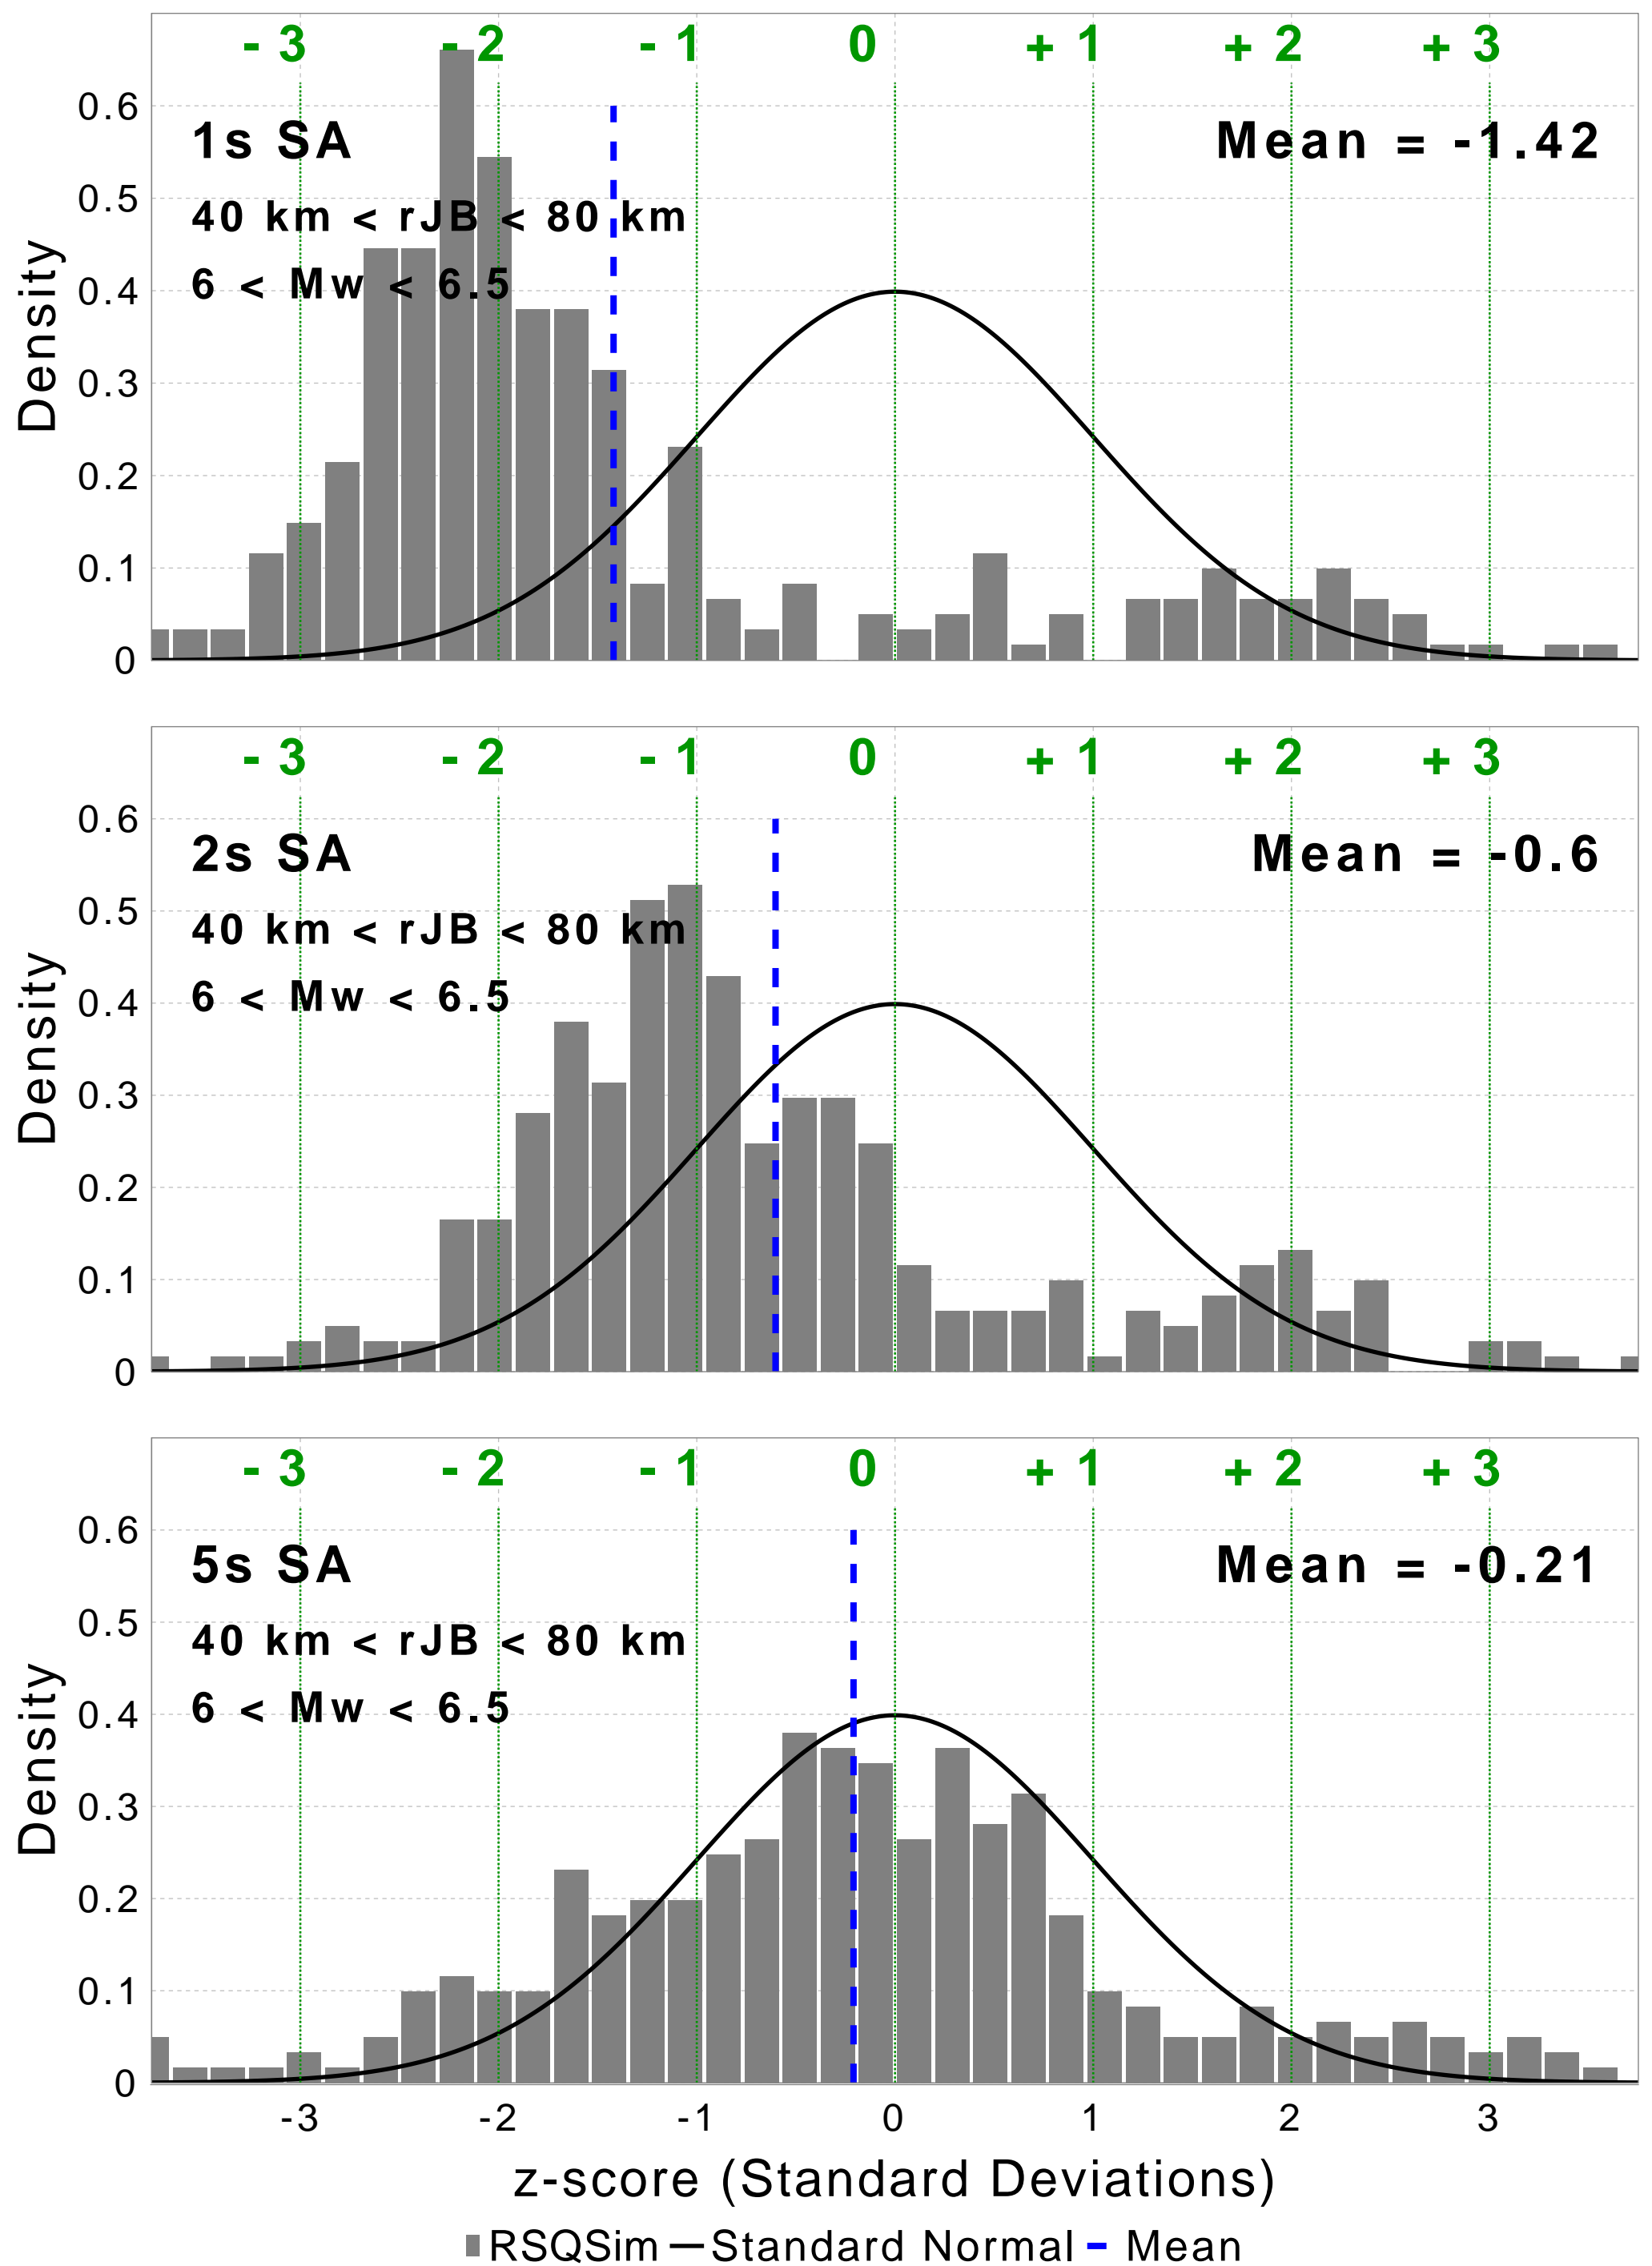 - 3 - 2 - 1 0 + 1 + 2 + 3
0.6
1s SA Mean = -1.42
0.5
40 km < rJB < 80 km
6 < Mw < 6.5
0.4
Density
0.3
0.2
0.1
0
- 3 - 2 - 1 0 + 1 + 2 + 3
0.6
2s SA Mean = -0.6
0.5
40 km < rJB < 80 km
6 < Mw < 6.5
0.4
Density
0.3
0.2
0.1
0
- 3 - 2 - 1 0 + 1 + 2 + 3
0.6
5s SA Mean = -0.21
0.5
40 km < rJB < 80 km
6 < Mw < 6.5
0.4
Density
0.3
0.2
0.1
0
-3 -2 -1 0 1 2 3
z-score (Standard Deviations)
RSQSim Standard Normal Mean